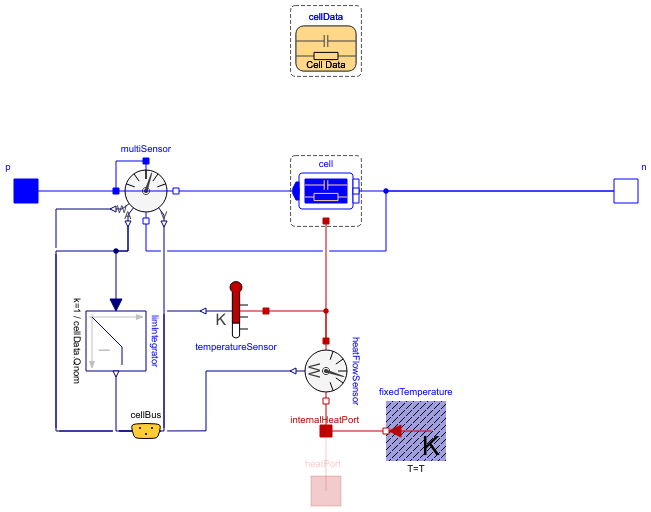 cellData
Cell Data
multiSensor
cell
p
n
W
A
V
k=1 / cellData.Qnom
limIntegrator
K
temperatureSensor
W
heatFlowSensor
fixedTemperature
cellBus
internalHeatPort
K
T=T
heatPort